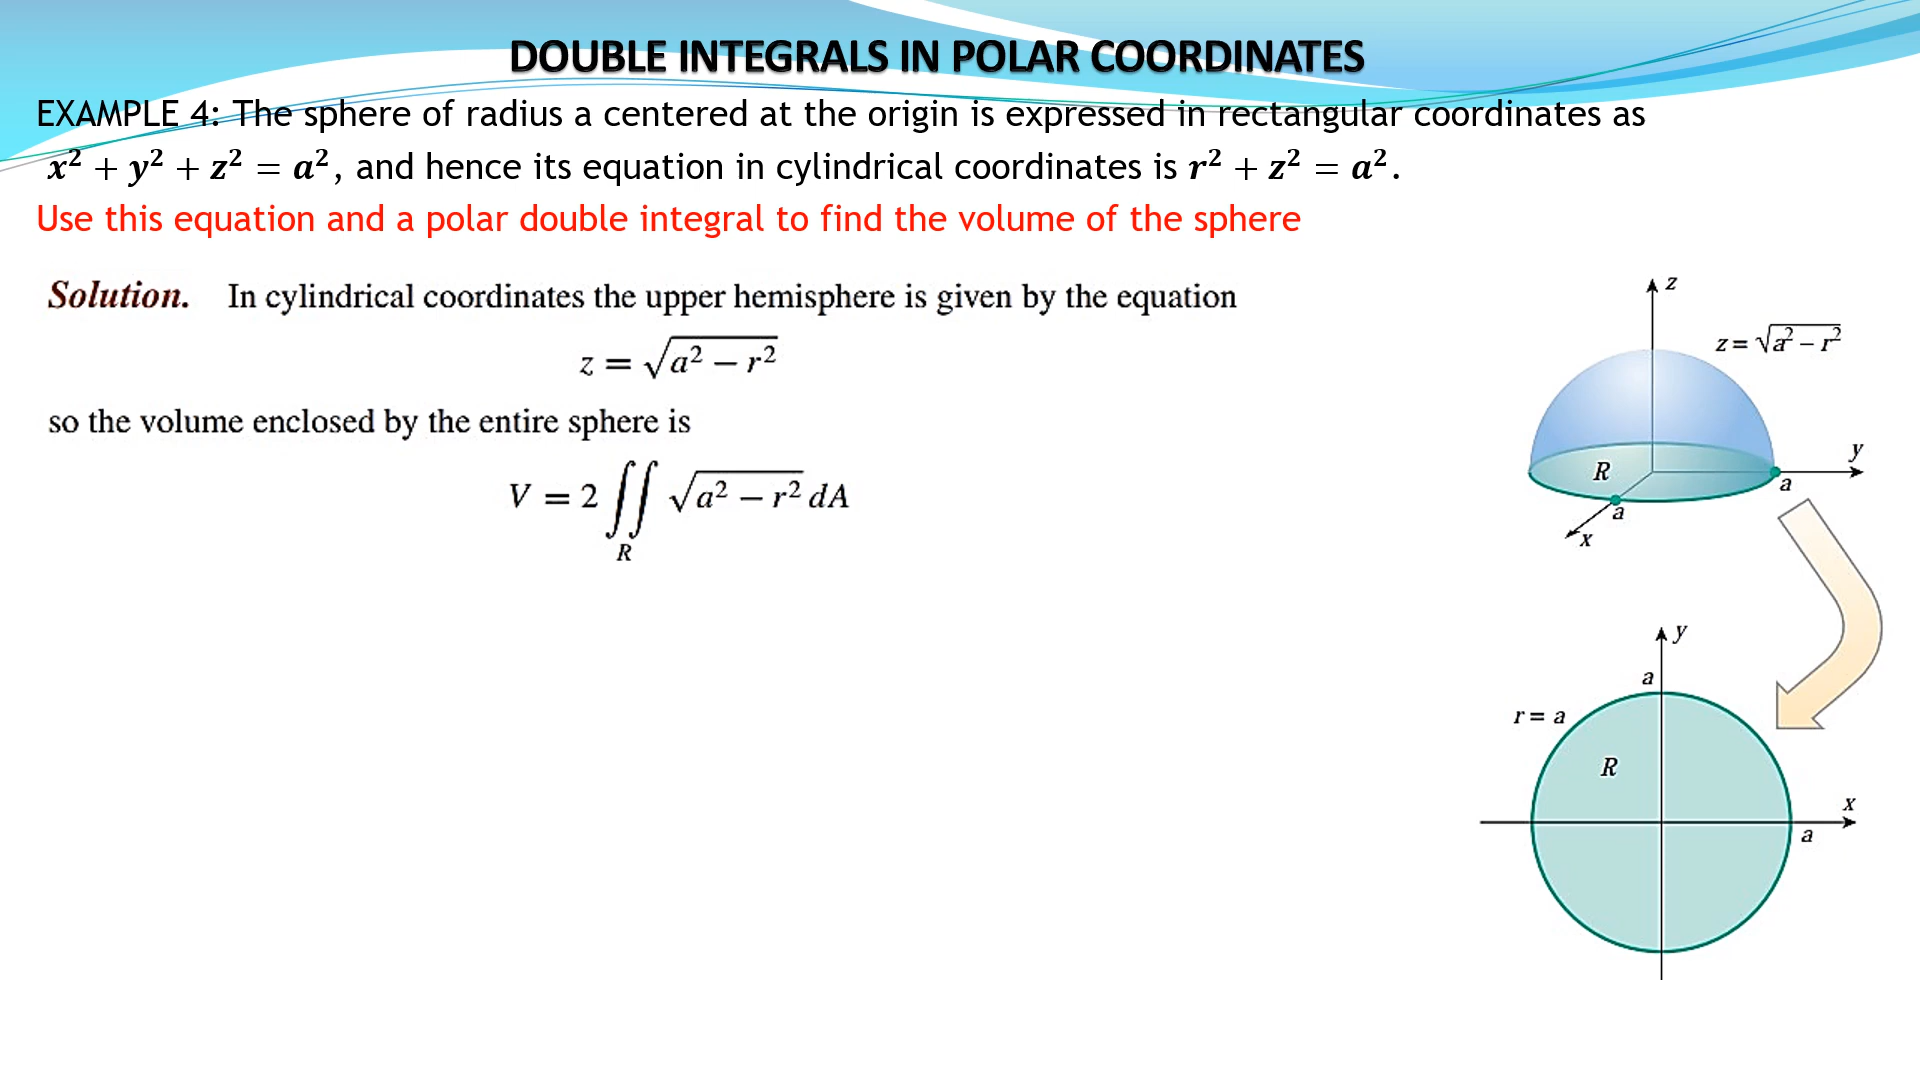 DOUBLE INTEGRALS IN POLAR COORDINATES
EXAMPLE 4: The sphere of radius a centered at the origin is expressed in rectangular coordinates as
x² + y² + z² = a², and hence its equation in cylindrical coordinates is r² + z² = a².
Use this equation and a polar double integral to find the volume of the sphere
Solution. In cylindrical coordinates the upper hemisphere is given by the equation
z = √(a² − r²)
so the volume enclosed by the entire sphere is
V = 2 ∬ √(a² − r²) dA
R
z
z = √(a² − r²)
y
R
a
a
x
y
a
r = a
R
x
a